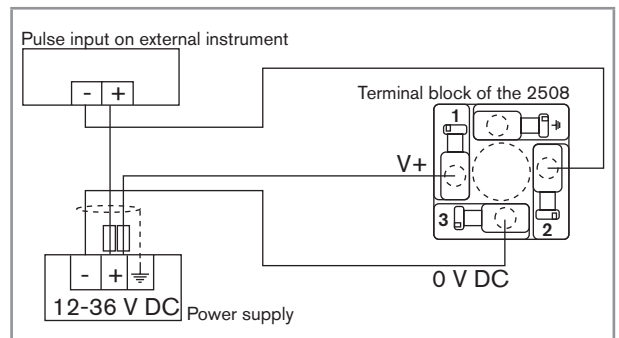 Pulse input on external instrument
- +
Terminal block of the 2508
1
V+
3
2
0 V DC
- +
12-36 V DC
Power supply